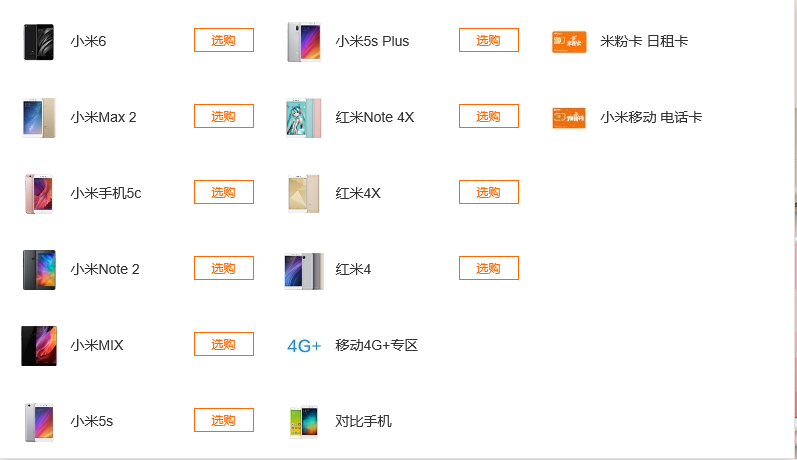 小米6 选购 小米5s Plus 选购 米粉卡 日租卡
小米Max 2 选购 红米Note 4X 选购 小米移动 电话卡
小米手机5c 选购 红米4X 选购
小米Note 2 选购 红米4 选购
小米MIX 选购 4G+ 移动4G+专区
小米5s 选购 对比手机